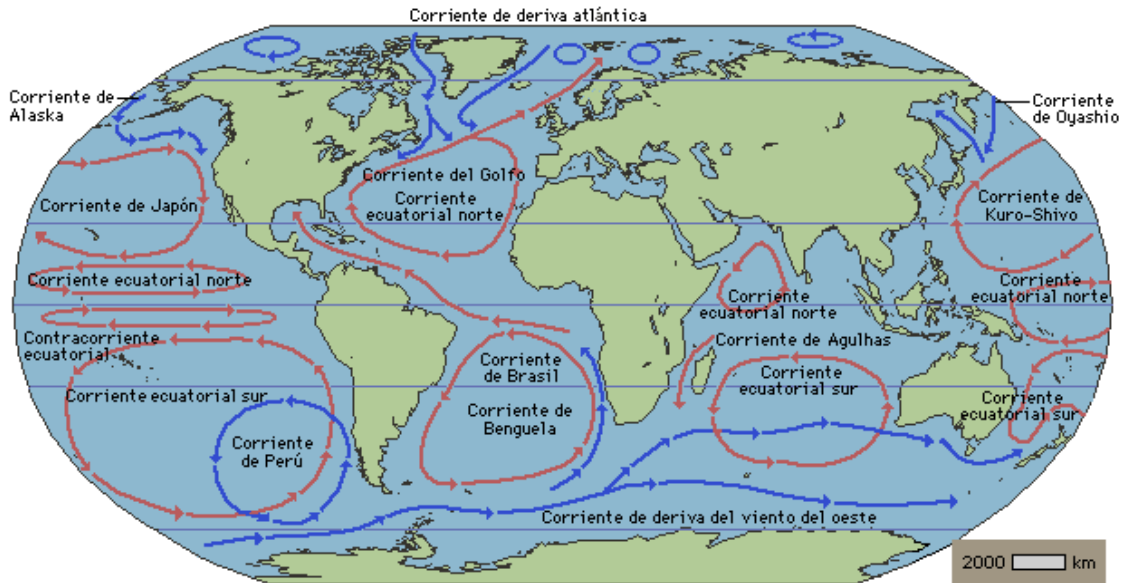 Corriente de deriva atlántica
Corriente de
Alaska
Corriente
de Oyashio
Corriente del Golfo
Corriente
ecuatorial norte
Corriente de Japón
Corriente de
Kuro-Shivo
Corriente ecuatorial norte
Corriente
ecuatorial norte
Corriente
ecuatorial norte
Contracorriente
ecuatorial
Corriente de Agulhas
Corriente
de Brasil
Corriente
ecuatorial sur
Corriente ecuatorial sur
Corriente
ecuatorial sur
Corriente de
Benguela
Corriente
de Perú
Corriente de deriva del viento del oeste
2000 km